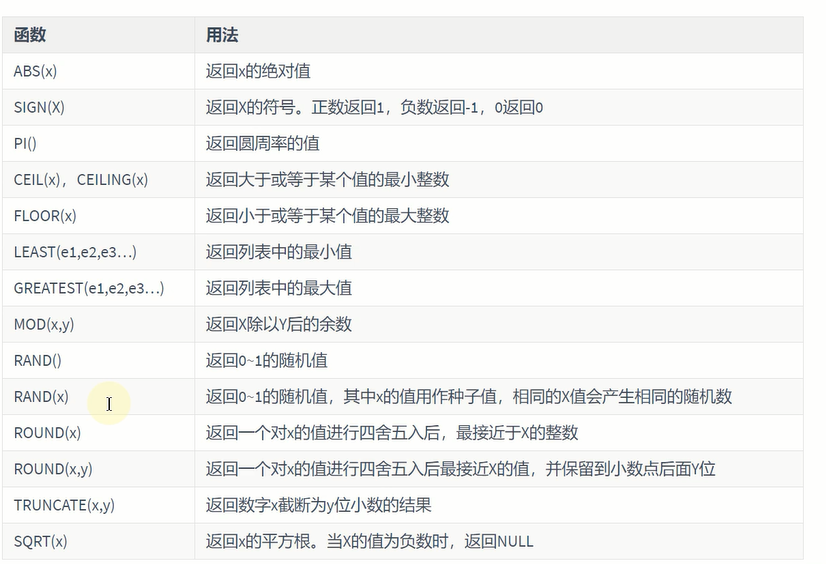 函数 用法
ABS(x) 返回x的绝对值
SIGN(X) 返回X的符号。正数返回1，负数返回-1，0返回0
PI() 返回圆周率的值
CEIL(x)，CEILING(x) 返回大于或等于某个值的最小整数
FLOOR(x) 返回小于或等于某个值的最大整数
LEAST(e1,e2,e3…) 返回列表中的最小值
GREATEST(e1,e2,e3…) 返回列表中的最大值
MOD(x,y) 返回X除以Y后的余数
RAND() 返回0~1的随机值
RAND(x) 返回0~1的随机值，其中x的值用作种子值，相同的X值会产生相同的随机数
ROUND(x) 返回一个对x的值进行四舍五入后，最接近于X的整数
ROUND(x,y) 返回一个对x的值进行四舍五入后最接近X的值，并保留到小数点后面Y位
TRUNCATE(x,y) 返回数字x截断为y位小数的结果
SQRT(x) 返回x的平方根。当X的值为负数时，返回NULL